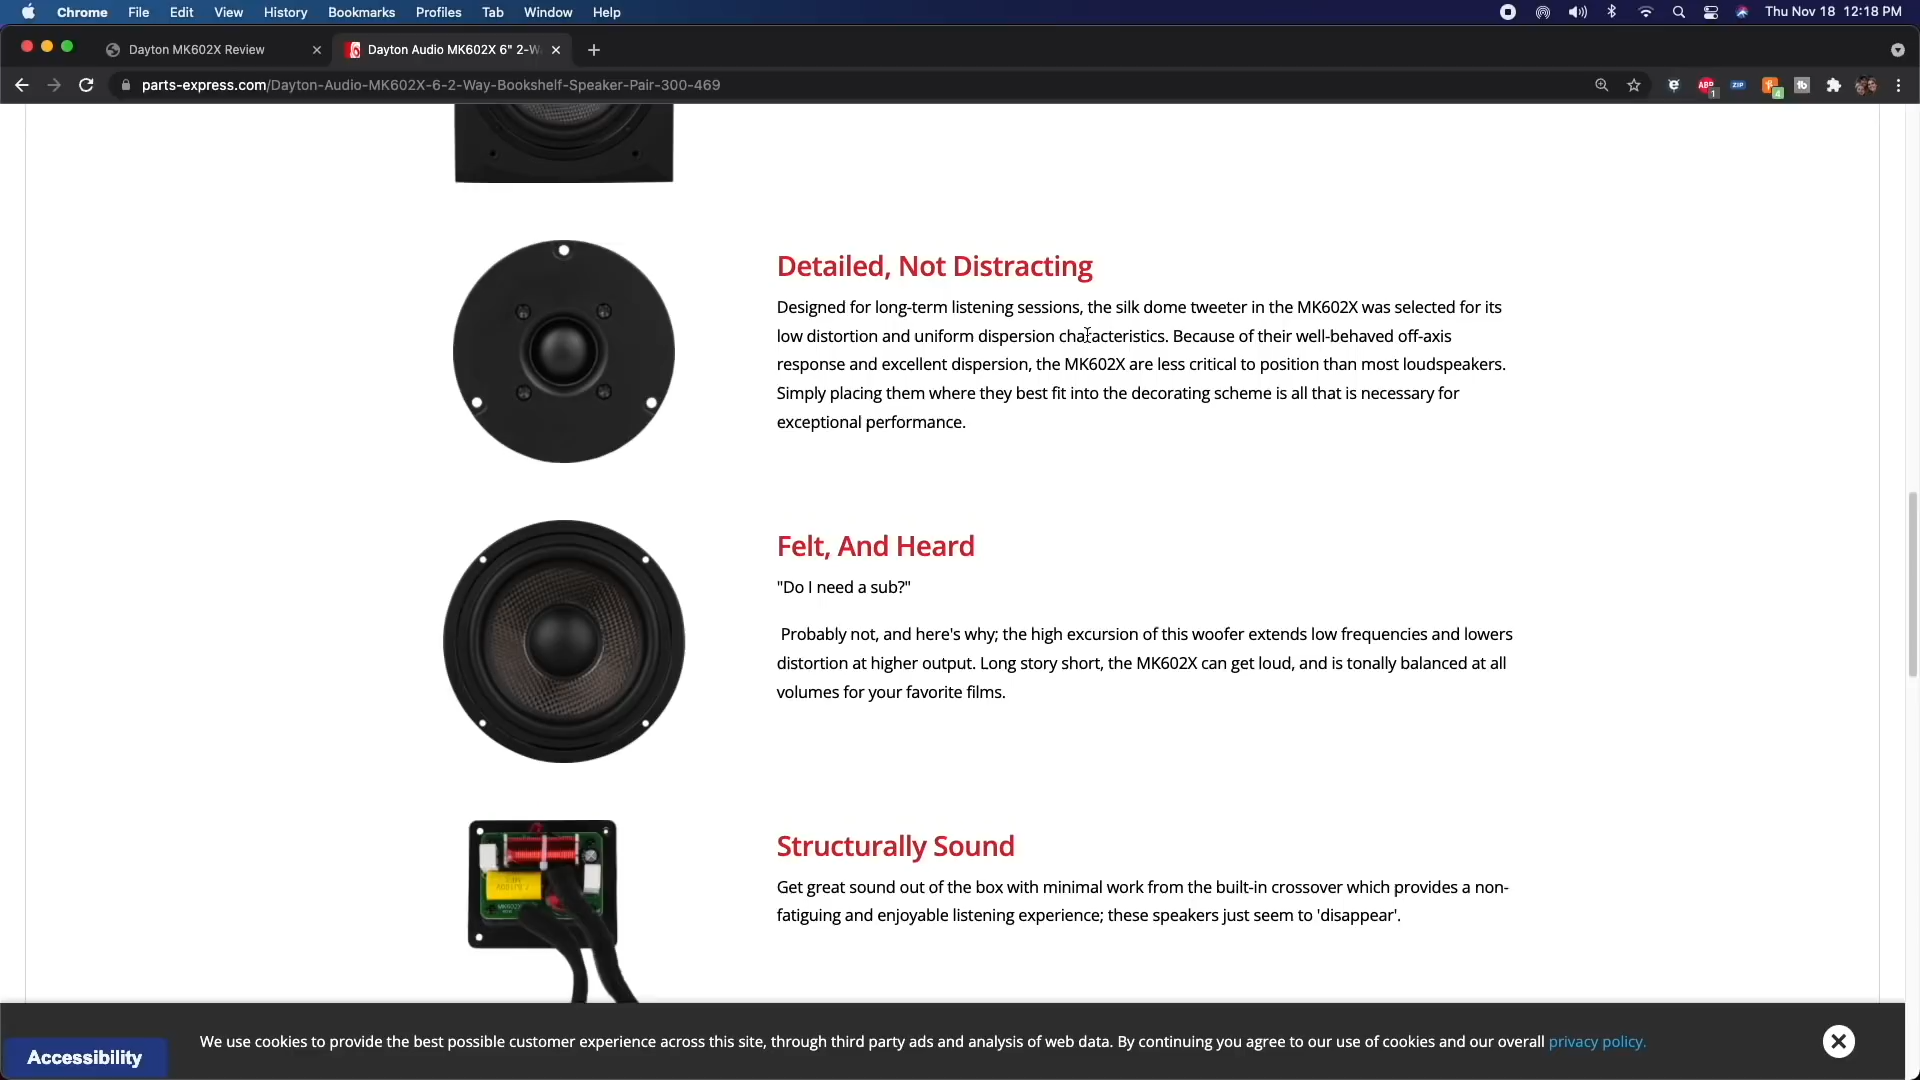 Chrome File Edit View History Bookmarks Profiles Tab Window Help Thu Nov 18 12:18 PM
Dayton MK602X Review Dayton Audio MK602X 6" 2-W
parts-express.com/Dayton-Audio-MK602X-6-2-Way-Bookshelf-Speaker-Pair-300-469 ABP 1 ZIP 4 tb
Detailed, Not Distracting
Designed for long-term listening sessions, the silk dome tweeter in the MK602X was selected for its
low distortion and uniform dispersion characteristics. Because of their well-behaved off-axis
response and excellent dispersion, the MK602X are less critical to position than most loudspeakers.
Simply placing them where they best fit into the decorating scheme is all that is necessary for
exceptional performance.
Felt, And Heard
"Do I need a sub?"
Probably not, and here's why; the high excursion of this woofer extends low frequencies and lowers
distortion at higher output. Long story short, the MK602X can get loud, and is tonally balanced at all
volumes for your favorite films.
Structurally Sound
Get great sound out of the box with minimal work from the built-in crossover which provides a non-
fatiguing and enjoyable listening experience; these speakers just seem to 'disappear'.
We use cookies to provide the best possible customer experience across this site, through third party ads and analysis of web data. By continuing you agree to our use of cookies and our overall privacy policy.
Accessibility